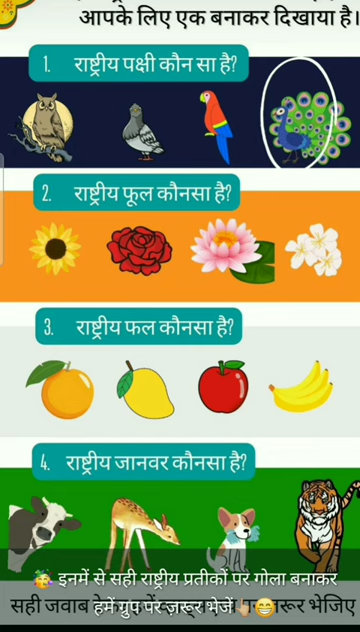 आपके लिए एक बनाकर दिखाया है।
1. राष्ट्रीय पक्षी कौन सा है?
2. राष्ट्रीय फूल कौनसा है?
3. राष्ट्रीय फल कौनसा है?
4. राष्ट्रीय जानवर कौनसा है?
🥳 इनमें से सही राष्ट्रीय प्रतीकों पर गोला बनाकर
हमें ग्रुप पर ज़रूर भेजें👍🏼😁
सही जवाब रूर भेजिए